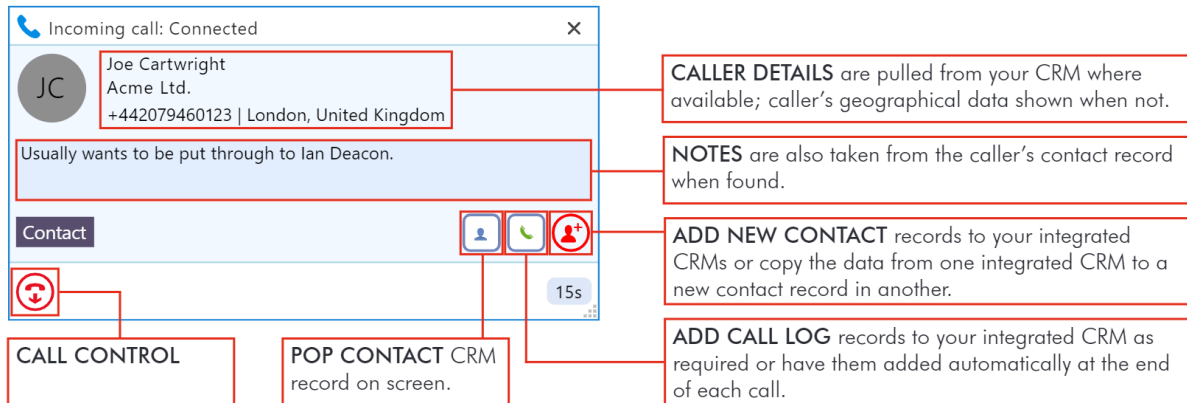 Incoming call: Connected
JC
Joe Cartwright
Acme Ltd.
+442079460123 | London, United Kingdom
Usually wants to be put through to Ian Deacon.
Contact
15s
CALLER DETAILS are pulled from your CRM where
available; caller's geographical data shown when not.
NOTES are also taken from the caller's contact record
when found.
ADD NEW CONTACT records to your integrated
CRMs or copy the data from one integrated CRM to a
new contact record in another.
ADD CALL LOG records to your integrated CRM as
required or have them added automatically at the end
of each call.
CALL CONTROL
POP CONTACT CRM
record on screen.